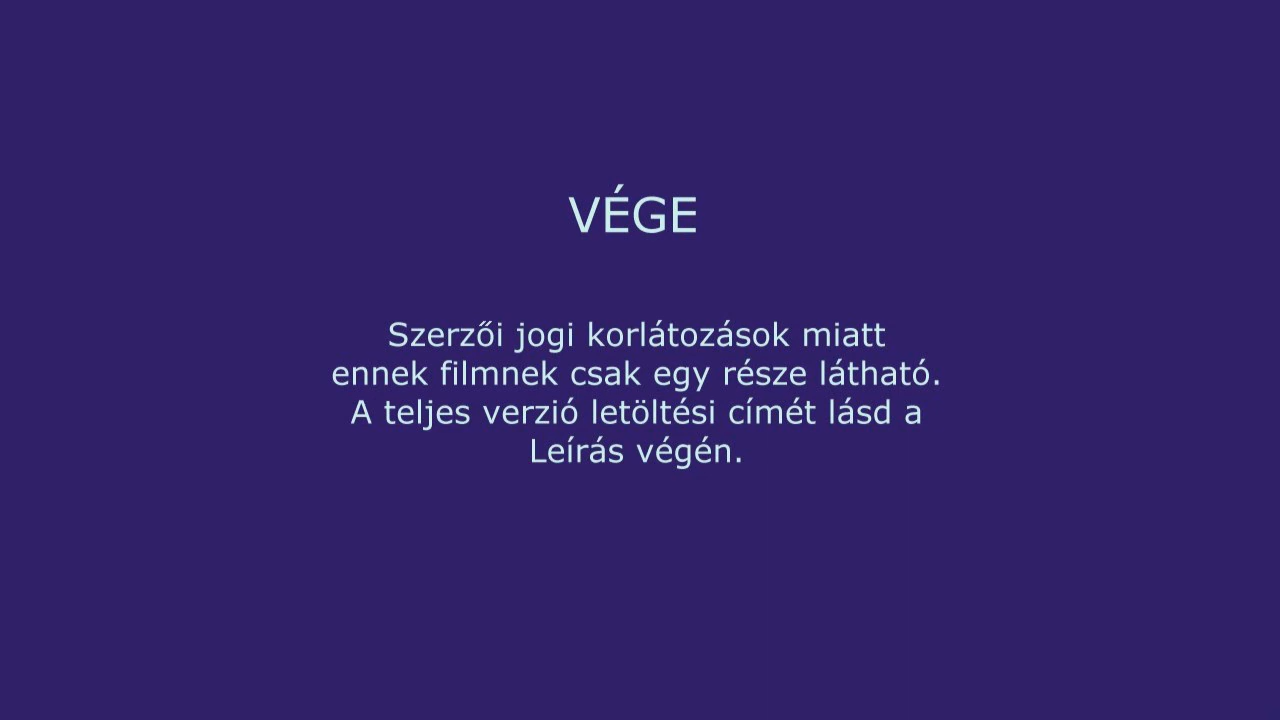 VÉGE
Szerzői jogi korlátozások miatt
ennek filmnek csak egy része látható.
A teljes verzió letöltési címét lásd a
Leírás végén.